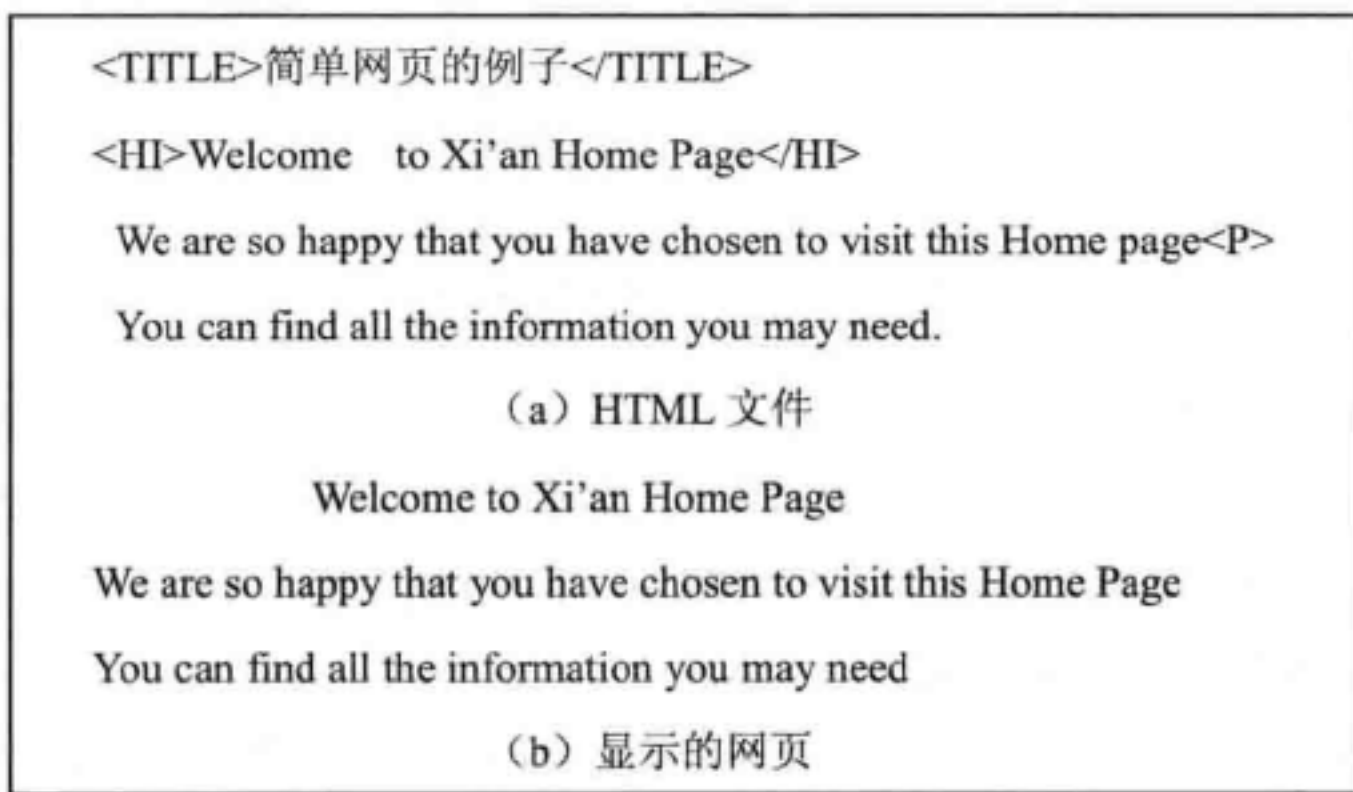 <TITLE>简单网页的例子</TITLE>
<HI>Welcome to Xi’an Home Page</HI>
We are so happy that you have chosen to visit this Home page<P>
You can find all the information you may need.
（a）HTML 文件
Welcome to Xi’an Home Page
We are so happy that you have chosen to visit this Home Page
You can find all the information you may need
（b）显示的网页